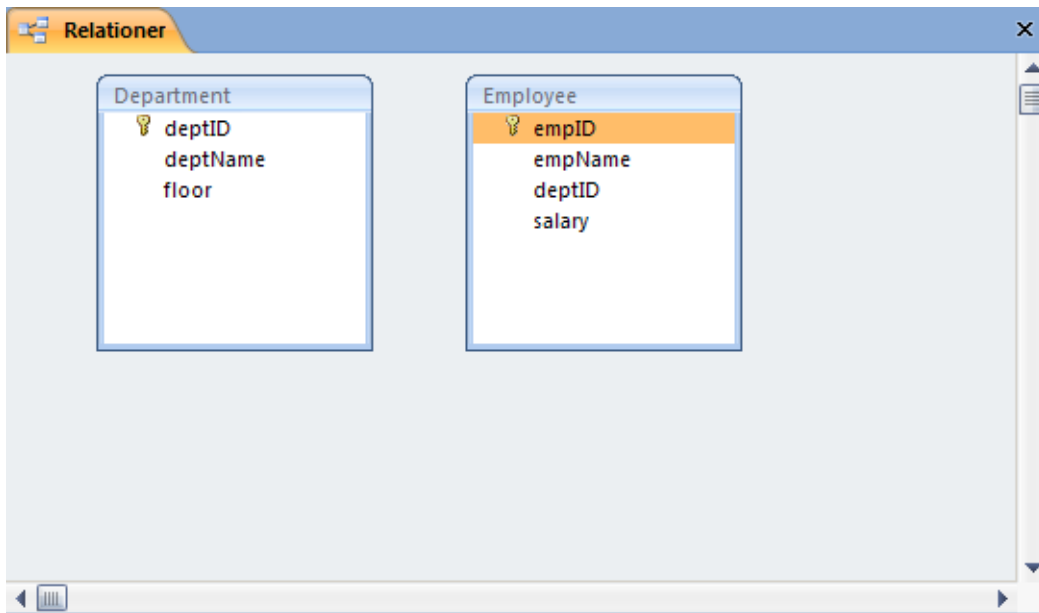 Relationer
Department
deptID
deptName
floor
Employee
empID
empName
deptID
salary